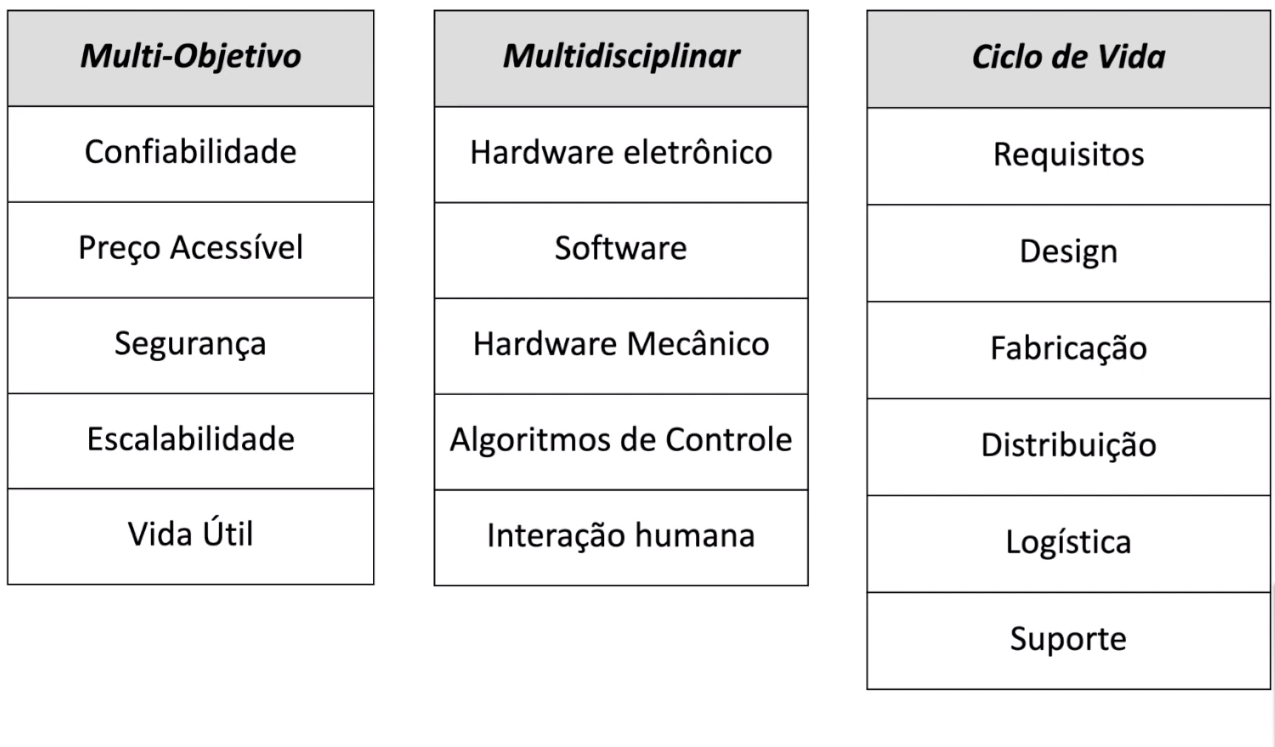 Multi-Objetivo
Confiabilidade
Preço Acessível
Segurança
Escalabilidade
Vida Útil
Multidisciplinar
Hardware eletrônico
Software
Hardware Mecânico
Algoritmos de Controle
Interação humana
Ciclo de Vida
Requisitos
Design
Fabricação
Distribuição
Logística
Suporte